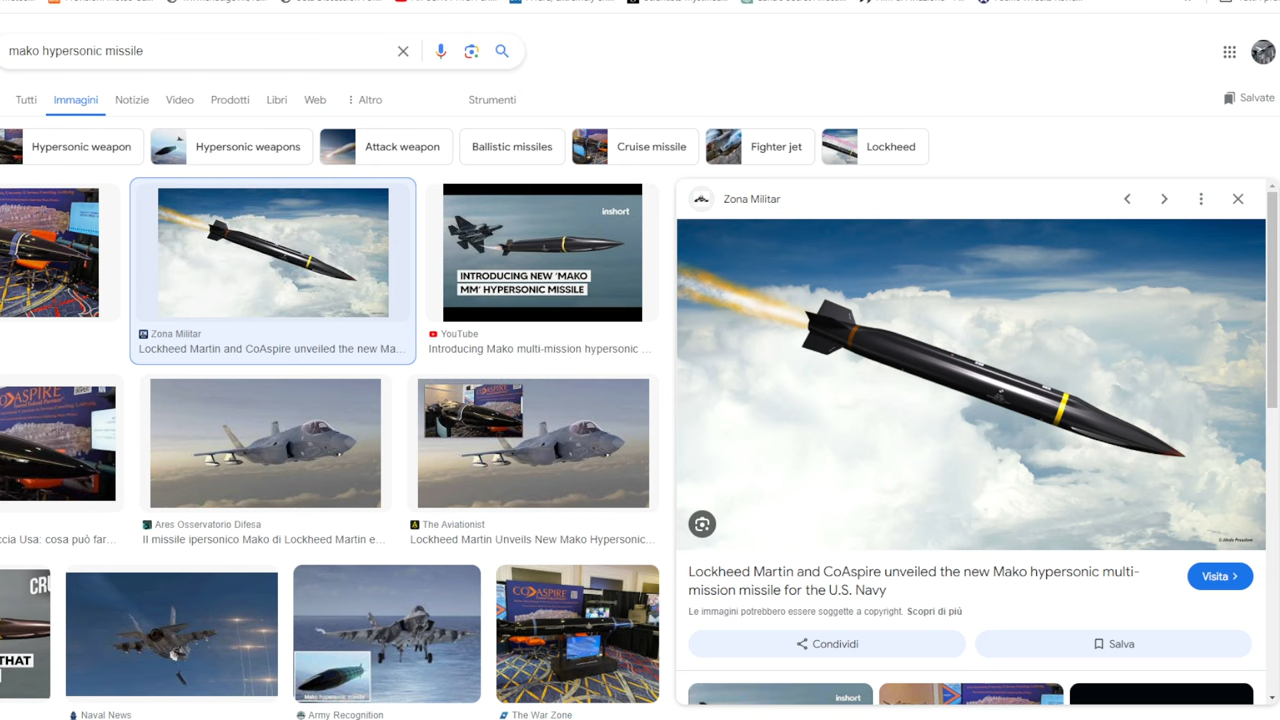 mako hypersonic missile
Tutti Immagini Notizie Video Prodotti Libri Web Altro Strumenti
Salvate
Hypersonic weapon
Hypersonic weapons
Attack weapon
Ballistic missiles
Cruise missile
Fighter jet
Lockheed
inshort
INTRODUCING NEW 'MAKO
MM' HYPERSONIC MISSILE
Zona Militar
Lockheed Martin and CoAspire unveiled the new Ma...
YouTube
Introducing Mako multi-mission hypersonic ...
ccia Usa: cosa può far...
Ares Osservatorio Difesa
Il missile ipersonico Mako di Lockheed Martin e...
The Aviationist
Lockheed Martin Unveils New Mako Hypersonic...
CRU
THAT
COASPIRE
Mako hypersonic missile
Naval News
Army Recognition
The War Zone
Zona Militar
Lockheed Martin and CoAspire unveiled the new Mako hypersonic multi-
mission missile for the U.S. Navy
Visita
Le immagini potrebbero essere soggette a copyright. Scopri di più
Condividi
Salva
inshort